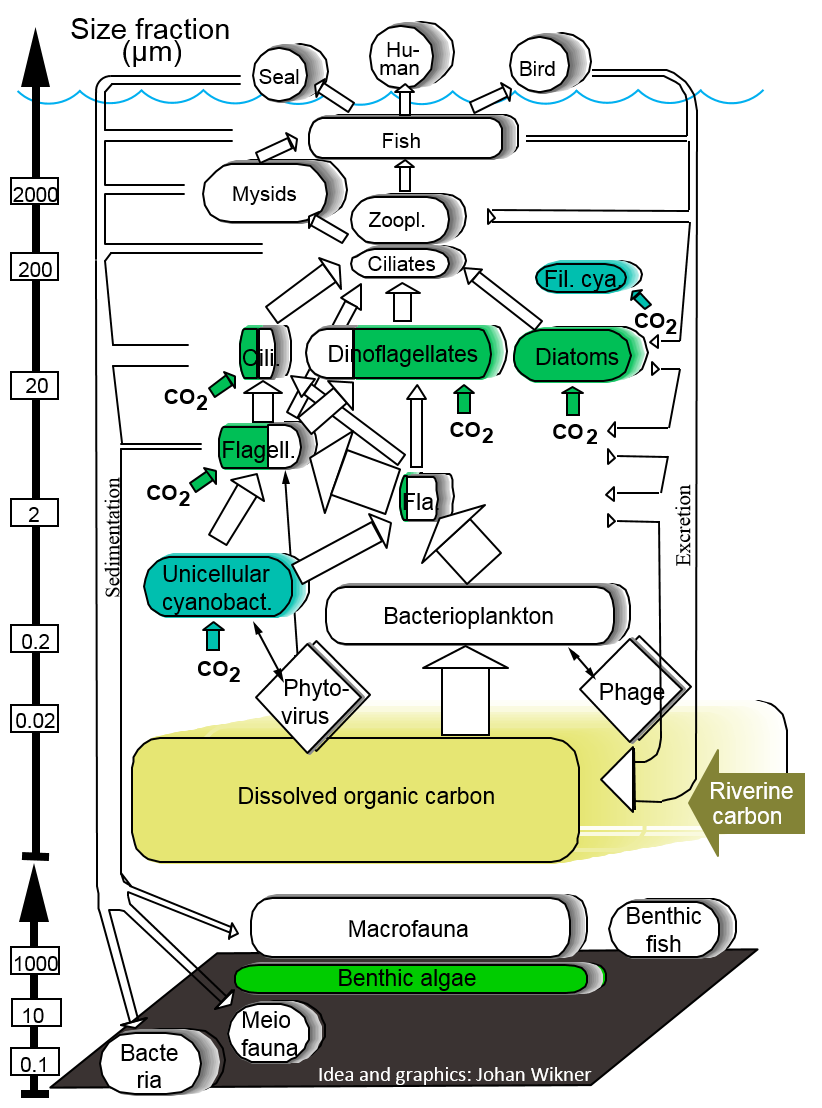 Size fraction
(µm)
Seal
Hu-
man
Bird
Fish
Mysids
2000
Zoopl.
Ciliates
200
Fil. cya.
CO2
Cili.
Dinoflagellates
Diatoms
20
CO2
CO2
CO2
Flagell.
CO2
Fla.
2
Sedimentation
Excretion
Unicellular
cyanobact.
Bacterioplankton
0.2
CO2
Phyto-
virus
Phage
0.02
Dissolved organic carbon
Riverine
carbon
Macrofauna
Benthic
fish
1000
Benthic algae
10
Meio
fauna
0.1
Bacte
ria
Idea and graphics: Johan Wikner